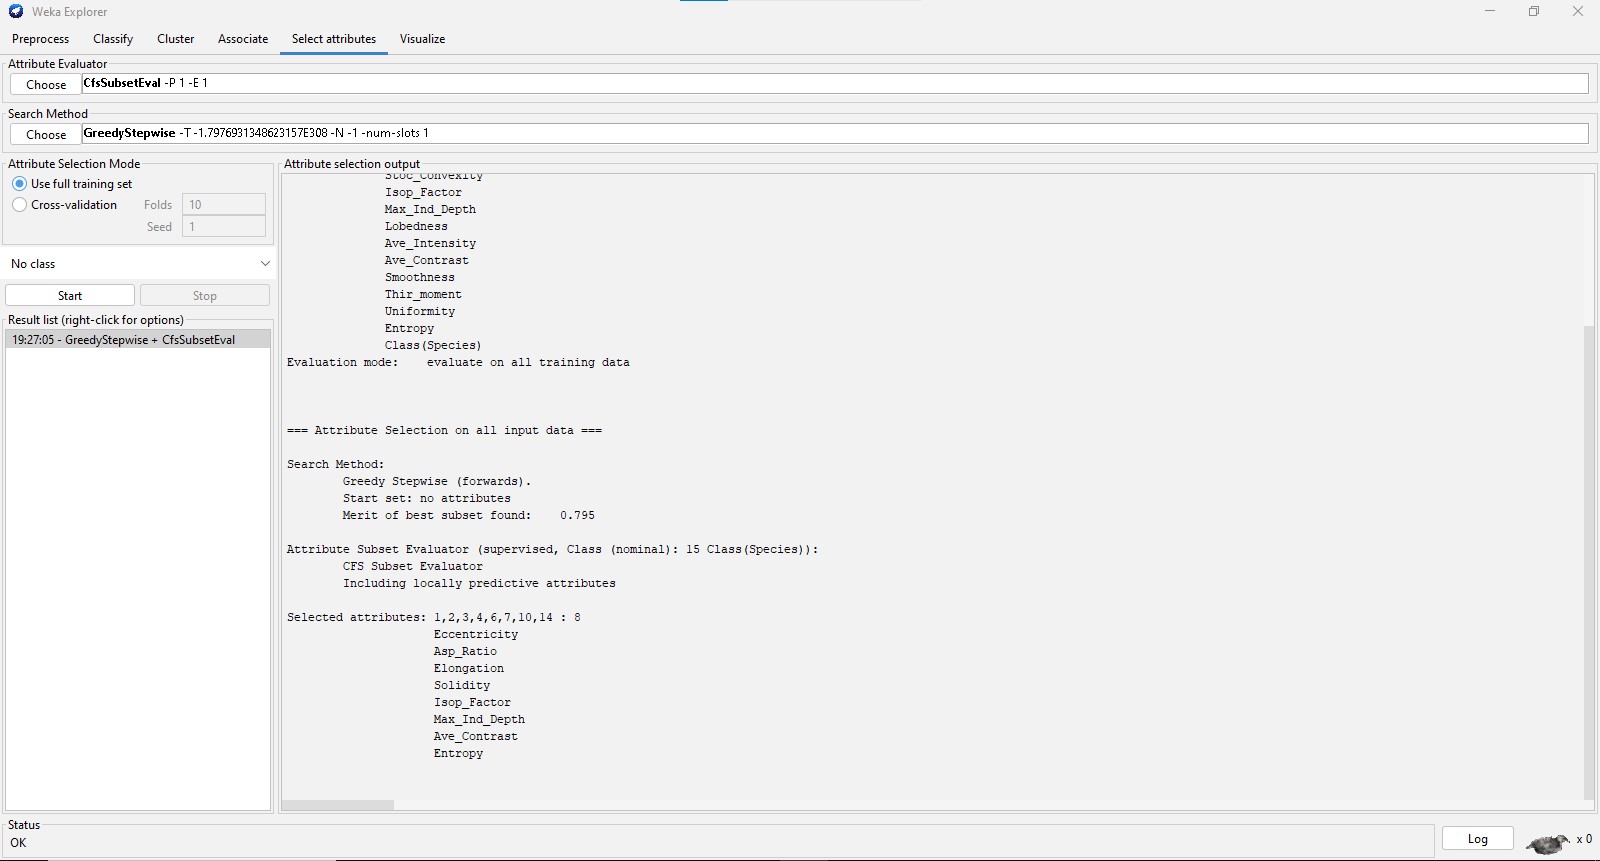 Weka Explorer
Preprocess Classify Cluster Associate Select attributes Visualize
Attribute Evaluator
Choose CfsSubsetEval -P 1 -E 1
Search Method
Choose GreedyStepwise -T -1.7976931348623157E308 -N -1 -num-slots 1
Attribute Selection Mode
Use full training set
Cross-validation Folds 10
Seed 1
No class
Start Stop
Result list (right-click for options)
19:27:05 - GreedyStepwise + CfsSubsetEval
Attribute selection output
Stoc_Convexity
Isop_Factor
Max_Ind_Depth
Lobedness
Ave_Intensity
Ave_Contrast
Smoothness
Thir_moment
Uniformity
Entropy
Class(Species)
Evaluation mode: evaluate on all training data
=== Attribute Selection on all input data ===
Search Method:
Greedy Stepwise (forwards).
Start set: no attributes
Merit of best subset found: 0.795
Attribute Subset Evaluator (supervised, Class (nominal): 15 Class(Species)):
CFS Subset Evaluator
Including locally predictive attributes
Selected attributes: 1,2,3,4,6,7,10,14 : 8
Eccentricity
Asp_Ratio
Elongation
Solidity
Isop_Factor
Max_Ind_Depth
Ave_Contrast
Entropy
Status
OK
Log x 0